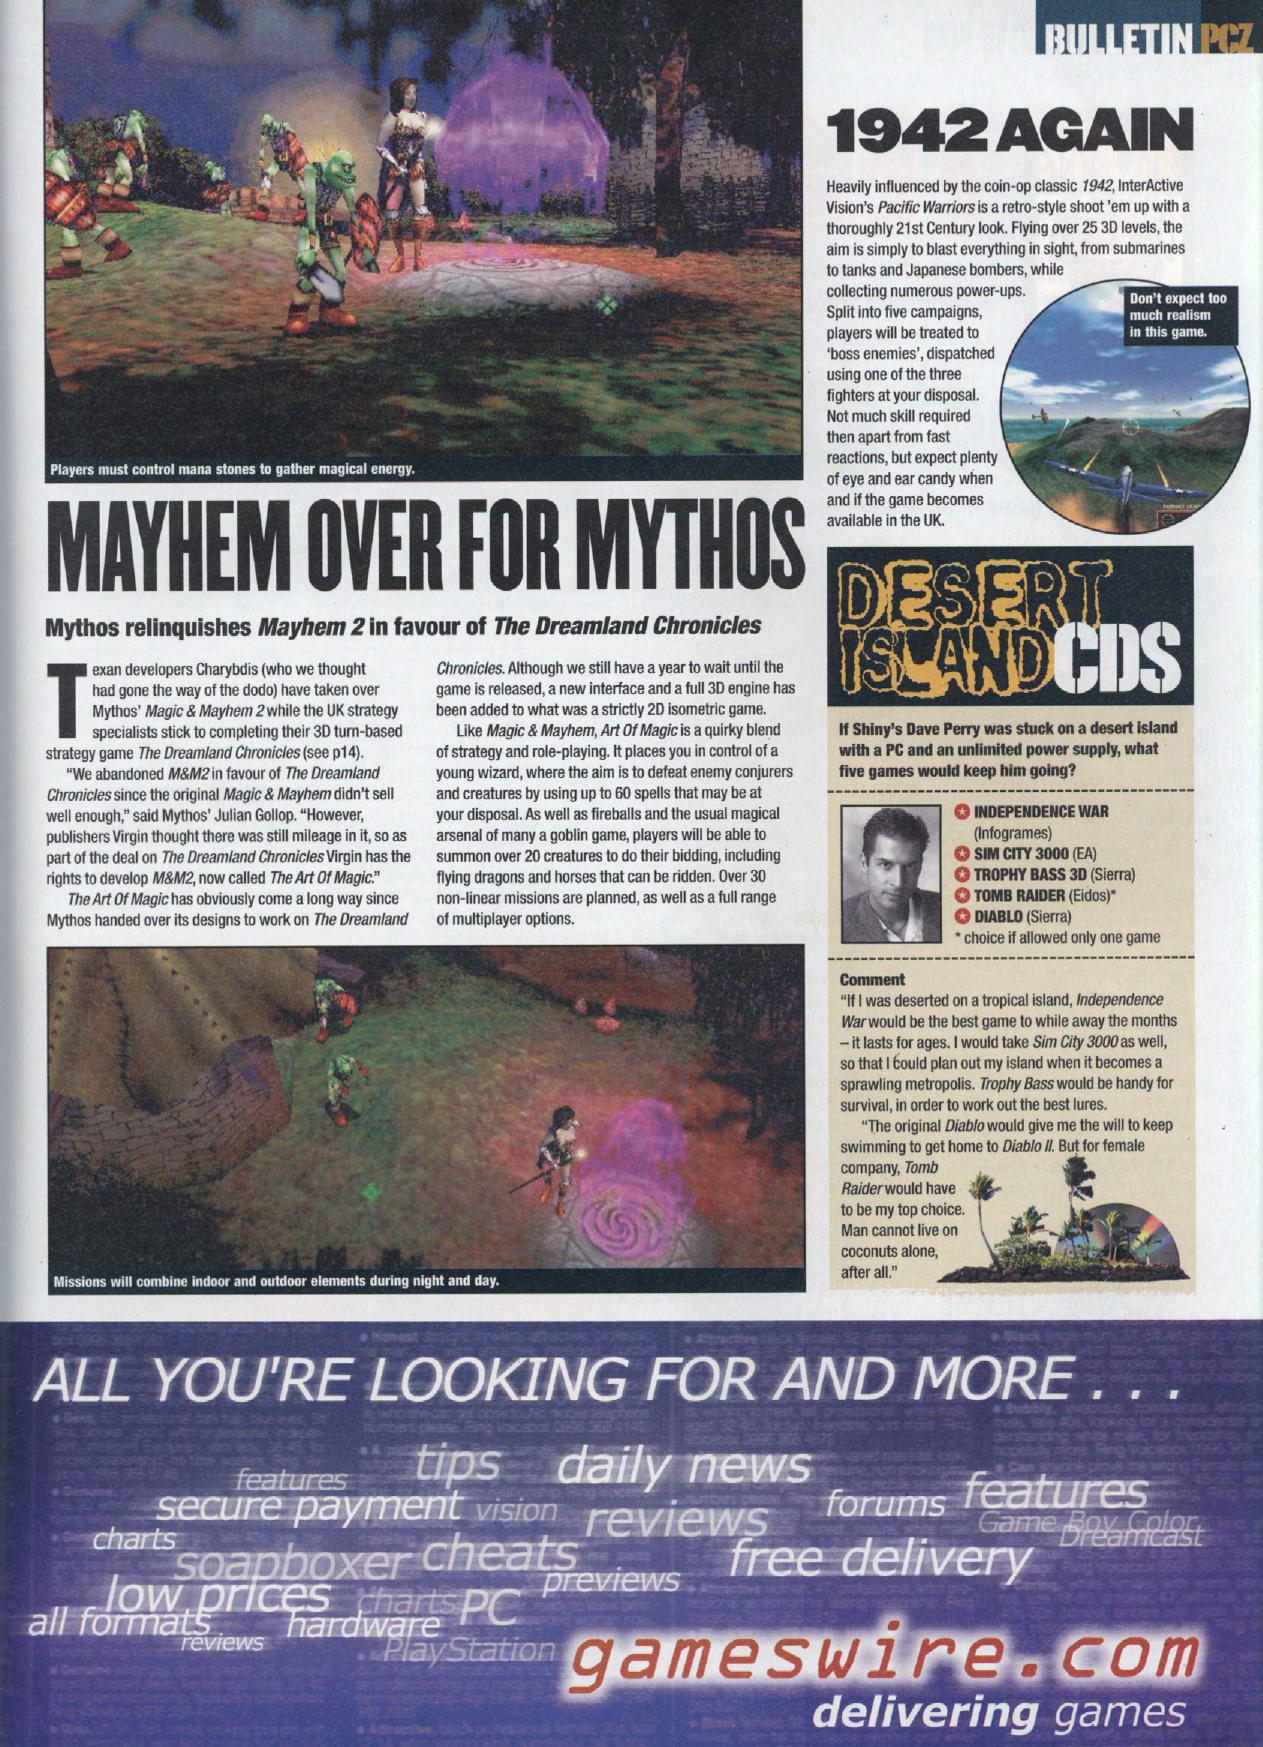 BULLETIN PCZ
Players must control mana stones to gather magical energy.
MAYHEM OVER FOR MYTHOS
Mythos relinquishes Mayhem 2 in favour of The Dreamland Chronicles
Texan developers Charybdis (who we thought
had gone the way of the dodo) have taken over
Mythos' Magic & Mayhem 2 while the UK strategy
specialists stick to completing their 3D turn-based
strategy game The Dreamland Chronicles (see p14).
"We abandoned M&M2 in favour of The Dreamland
Chronicles since the original Magic & Mayhem didn't sell
well enough," said Mythos' Julian Gollop. "However,
publishers Virgin thought there was still mileage in it, so as
part of the deal on The Dreamland Chronicles Virgin has the
rights to develop M&M2, now called The Art Of Magic."
The Art Of Magic has obviously come a long way since
Mythos handed over its designs to work on The Dreamland
Chronicles. Although we still have a year to wait until the
game is released, a new interface and a full 3D engine has
been added to what was a strictly 2D isometric game.
Like Magic & Mayhem, Art Of Magic is a quirky blend
of strategy and role-playing. It places you in control of a
young wizard, where the aim is to defeat enemy conjurers
and creatures by using up to 60 spells that may be at
your disposal. As well as fireballs and the usual magical
arsenal of many a goblin game, players will be able to
summon over 20 creatures to do their bidding, including
flying dragons and horses that can be ridden. Over 30
non-linear missions are planned, as well as a full range
of multiplayer options.
Missions will combine indoor and outdoor elements during night and day.
1942 AGAIN
Heavily influenced by the coin-op classic 1942, InterActive
Vision's Pacific Warriors is a retro-style shoot 'em up with a
thoroughly 21st Century look. Flying over 25 3D levels, the
aim is simply to blast everything in sight, from submarines
to tanks and Japanese bombers, while
collecting numerous power-ups.
Split into five campaigns,
players will be treated to
'boss enemies', dispatched
using one of the three
fighters at your disposal.
Not much skill required
then apart from fast
reactions, but expect plenty
of eye and ear candy when
and if the game becomes
available in the UK.
Don't expect too
much realism
in this game.
DESERT
ISLAND CDS
If Shiny's Dave Perry was stuck on a desert island
with a PC and an unlimited power supply, what
five games would keep him going?
INDEPENDENCE WAR
(Infogrames)
SIM CITY 3000 (EA)
TROPHY BASS 3D (Sierra)
TOMB RAIDER (Eidos)*
DIABLO (Sierra)
* choice if allowed only one game
Comment
"If I was deserted on a tropical island, Independence
War would be the best game to while away the months
– it lasts for ages. I would take Sim City 3000 as well,
so that I could plan out my island when it becomes a
sprawling metropolis. Trophy Bass would be handy for
survival, in order to work out the best lures.
"The original Diablo would give me the will to keep
swimming to get home to Diablo II. But for female
company, Tomb
Raider would have
to be my top choice.
Man cannot live on
coconuts alone,
after all."
ALL YOU'RE LOOKING FOR AND MORE . . .
tips daily news
features
secure payment vision reviews forums features
Game Boy Color
Dreamcast
charts
soapboxer cheats free delivery
previews
low prices charts PC
all formats hardware
reviews
PlayStation
gameswire.com
delivering games